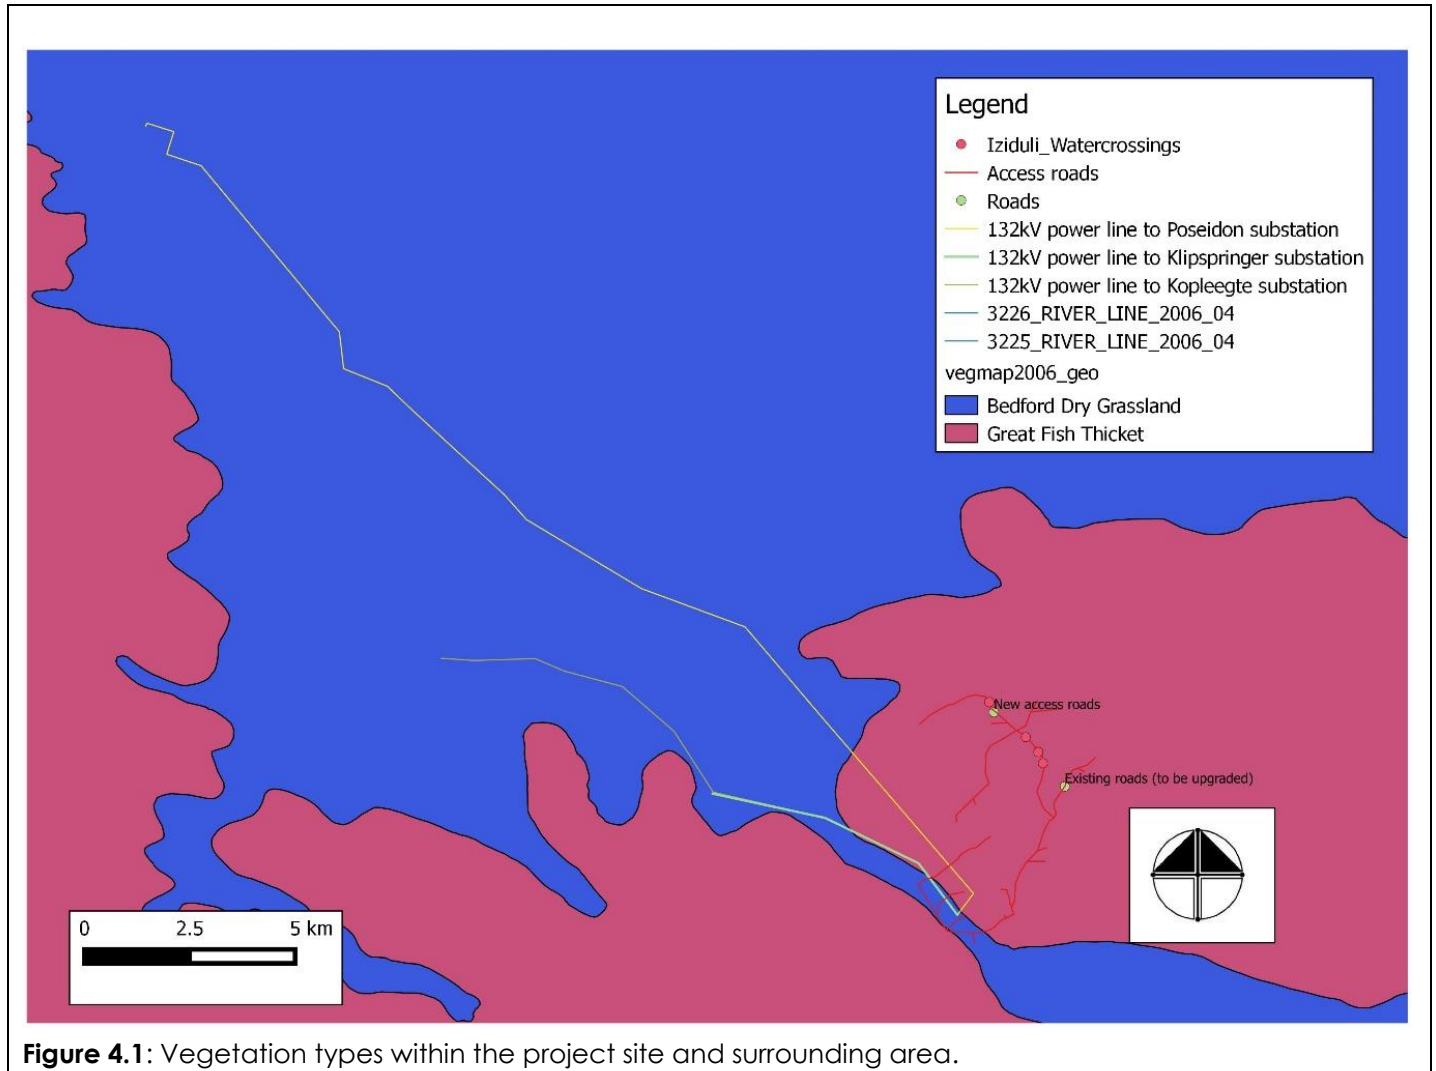 Legend
Iziduli_Watercrossings
Access roads
Roads
132kV power line to Poseidon substation
132kV power line to Klipspringer substation
132kV power line to Kopleegte substation
3226_RIVER_LINE_2006_04
3225_RIVER_LINE_2006_04
vegmap2006_geo
Bedford Dry Grassland
Great Fish Thicket
New access roads
Existing roads (to be upgraded)
0 2.5 5 km
Figure 4.1: Vegetation types within the project site and surrounding area.